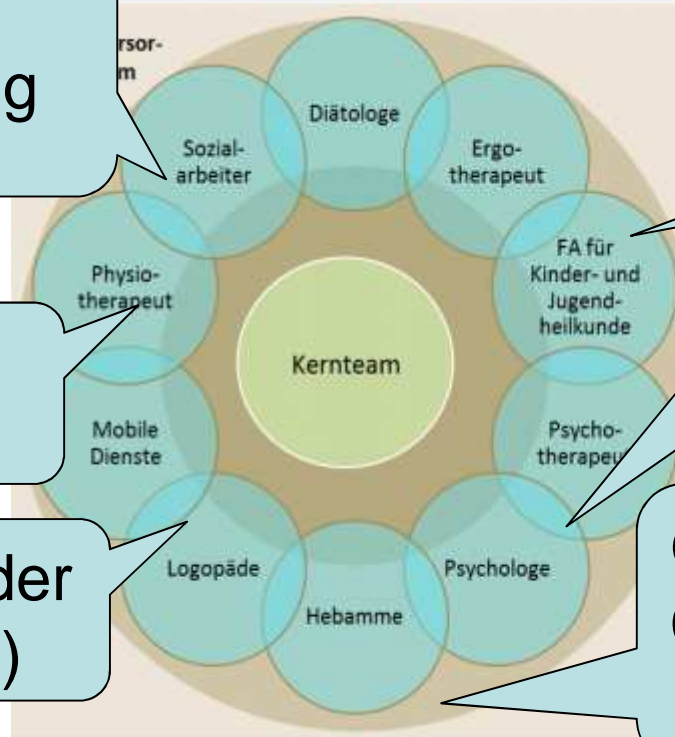 rsor-
m
g
Diätologe
Sozial-
arbeiter
Ergo-
therapeut
FA für
Kinder- und
Jugend-
heilkunde
Physio-
therapeut
Kernteam
Mobile
Dienste
Psycho-
therapeu
Logopäde
Psychologe
Hebamme
der
)